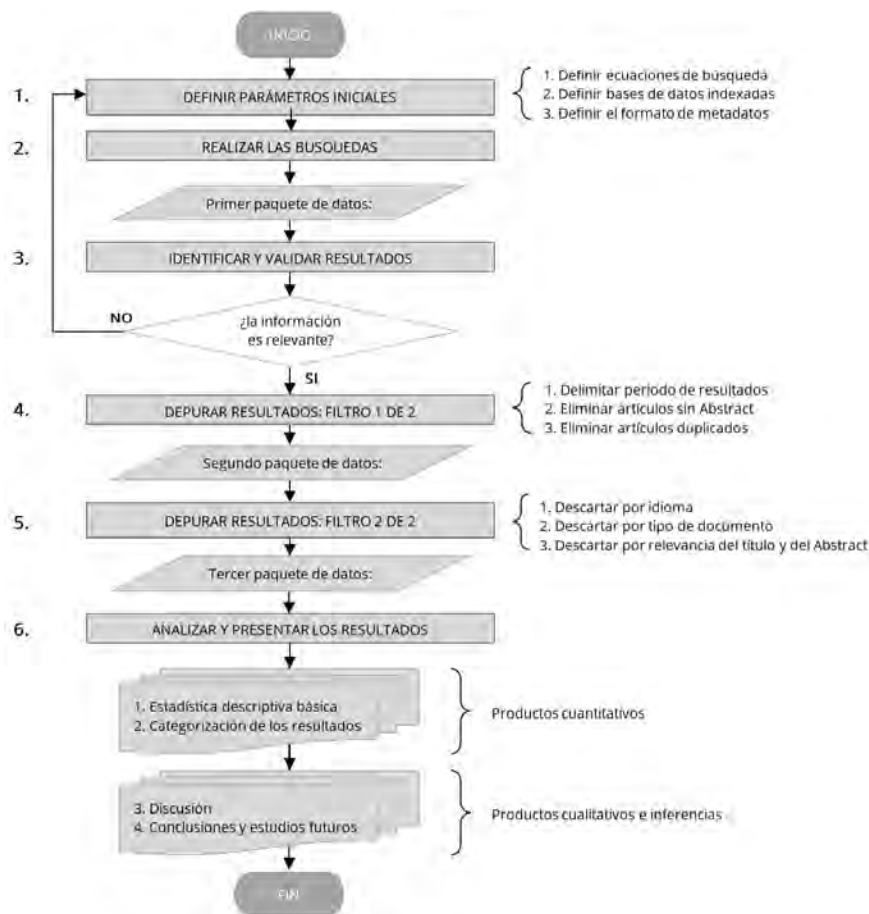 INICIO
1.
DEFINIR PARÁMETROS INICIALES
1. Definir ecuaciones de búsqueda
2. Definir bases de datos indexadas
3. Definir el formato de metadatos
2.
REALIZAR LAS BUSQUEDAS
Primer paquete de datos:
3.
IDENTIFICAR Y VALIDAR RESULTADOS
NO
¿la información
es relevante?
SI
4.
DEPURAR RESULTADOS: FILTRO 1 DE 2
1. Delimitar periodo de resultados
2. Eliminar artículos sin Abstract
3. Eliminar artículos duplicados
Segundo paquete de datos:
5.
DEPURAR RESULTADOS: FILTRO 2 DE 2
1. Descartar por idioma
2. Descartar por tipo de documento
3. Descartar por relevancia del título y del Abstract
Tercer paquete de datos:
6.
ANALIZAR Y PRESENTAR LOS RESULTADOS
1. Estadística descriptiva básica
2. Categorización de los resultados
Productos cuantitativos
3. Discusión
4. Conclusiones y estudios futuros
Productos cualitativos e inferencias
FIN